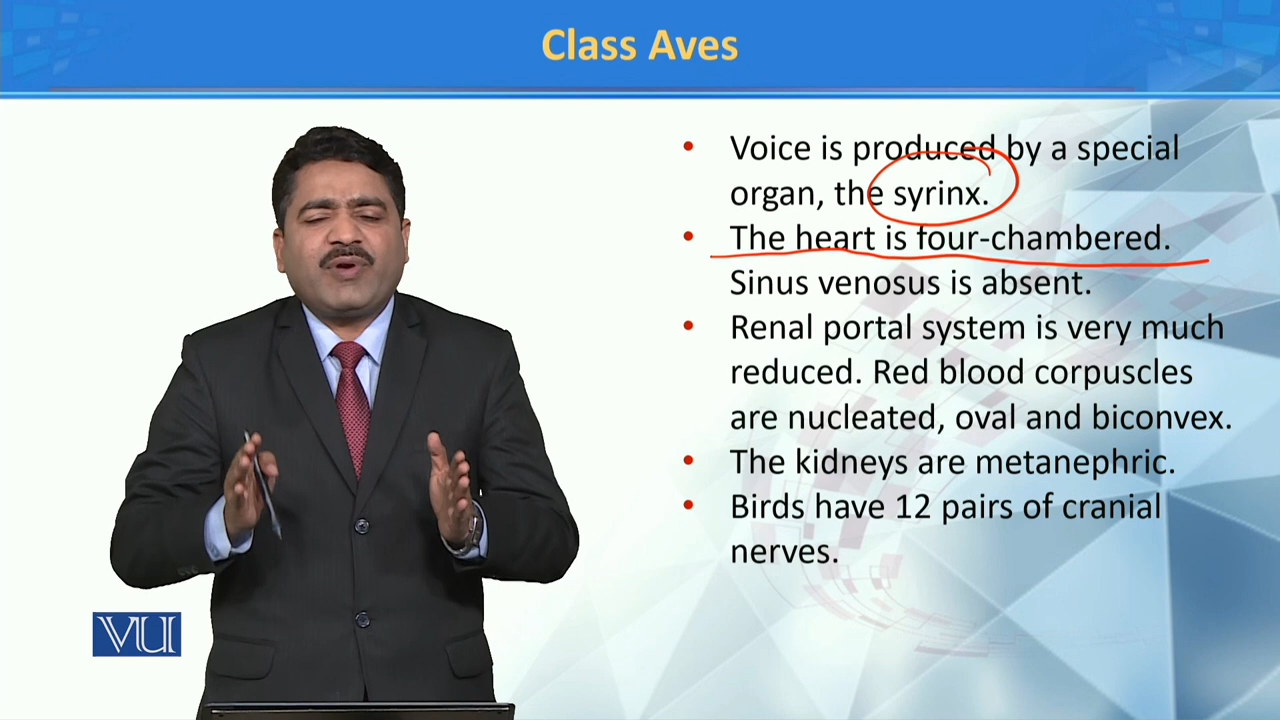 Class Aves
• Voice is produced by a special
organ, the syrinx.
• The heart is four-chambered.
Sinus venosus is absent.
• Renal portal system is very much
reduced. Red blood corpuscles
are nucleated, oval and biconvex.
• The kidneys are metanephric.
• Birds have 12 pairs of cranial
nerves.
VU